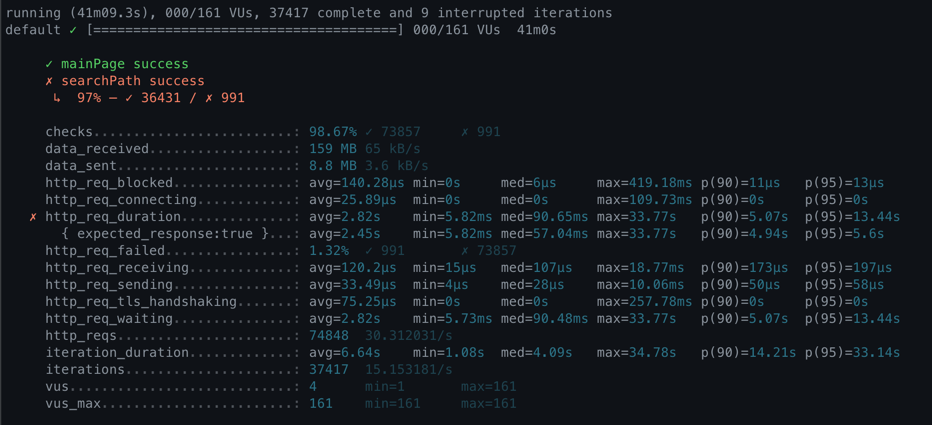 running (41m09.3s), 000/161 VUs, 37417 complete and 9 interrupted iterations
default ✓ [======================================] 000/161 VUs  41m0s
✓ mainPage success
✗ searchPath success
↳  97% — ✓ 36431 / ✗ 991
checks.........................: 98.67% ✓ 73857      ✗ 991
data_received..................: 159 MB 65 kB/s
data_sent......................: 8.8 MB 3.6 kB/s
http_req_blocked...............: avg=140.28µs min=0s     med=6µs     max=419.18ms p(90)=11µs   p(95)=13µs
http_req_connecting............: avg=25.89µs  min=0s     med=0s      max=109.73ms p(90)=0s     p(95)=0s
✗ http_req_duration..............: avg=2.82s    min=5.82ms med=90.65ms max=33.77s   p(90)=5.07s  p(95)=13.44s
{ expected_response:true }...: avg=2.45s    min=5.82ms med=57.04ms max=33.77s   p(90)=4.94s  p(95)=5.6s
http_req_failed................: 1.32%  ✓ 991        ✗ 73857
http_req_receiving.............: avg=120.2µs  min=15µs   med=107µs   max=18.77ms  p(90)=173µs  p(95)=197µs
http_req_sending...............: avg=33.49µs  min=4µs    med=28µs    max=10.06ms  p(90)=50µs   p(95)=58µs
http_req_tls_handshaking.......: avg=75.25µs  min=0s     med=0s      max=257.78ms p(90)=0s     p(95)=0s
http_req_waiting...............: avg=2.82s    min=5.73ms med=90.48ms max=33.77s   p(90)=5.07s  p(95)=13.44s
http_reqs......................: 74848  30.312031/s
iteration_duration.............: avg=6.64s    min=1.08s  med=4.09s   max=34.78s   p(90)=14.21s p(95)=33.14s
iterations.....................: 37417  15.153181/s
vus............................: 4      min=1        max=161
vus_max........................: 161    min=161      max=161